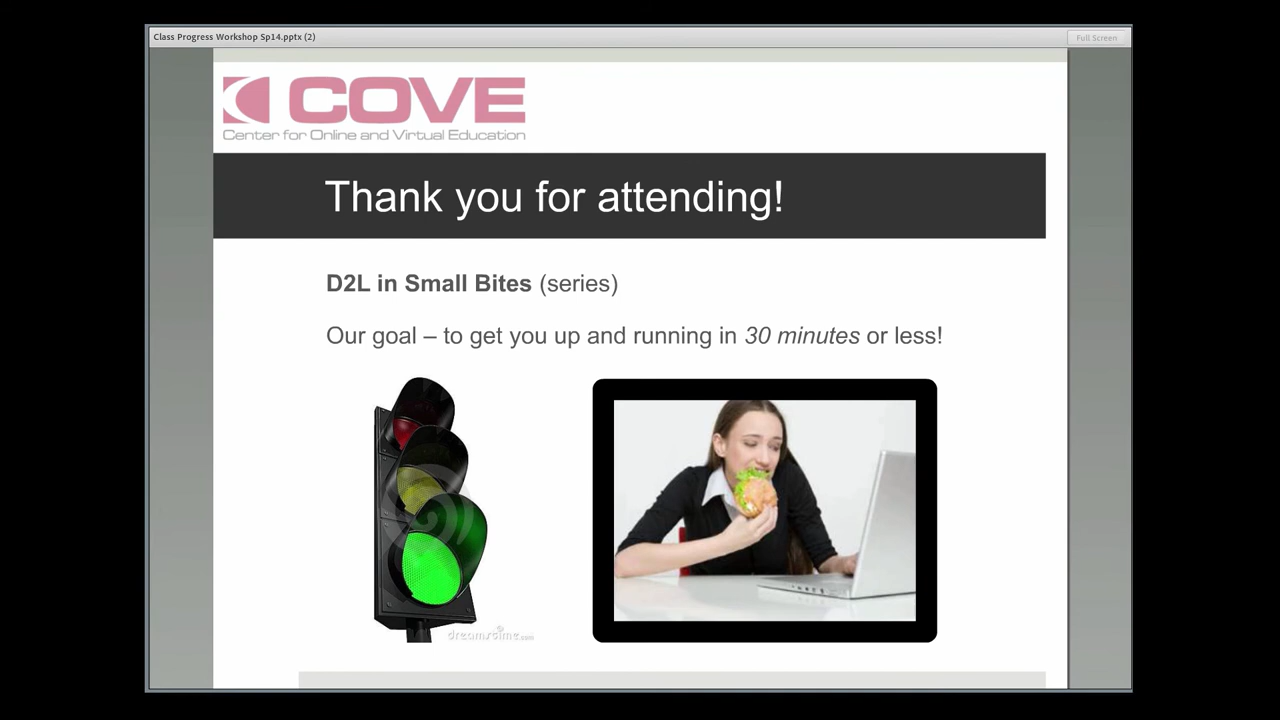 Class Progress Workshop Sp14.pptx (2)
Full Screen
COVE
Center for Online and Virtual Education
Thank you for attending!
D2L in Small Bites (series)
Our goal – to get you up and running in 30 minutes or less!
dreamstime.com